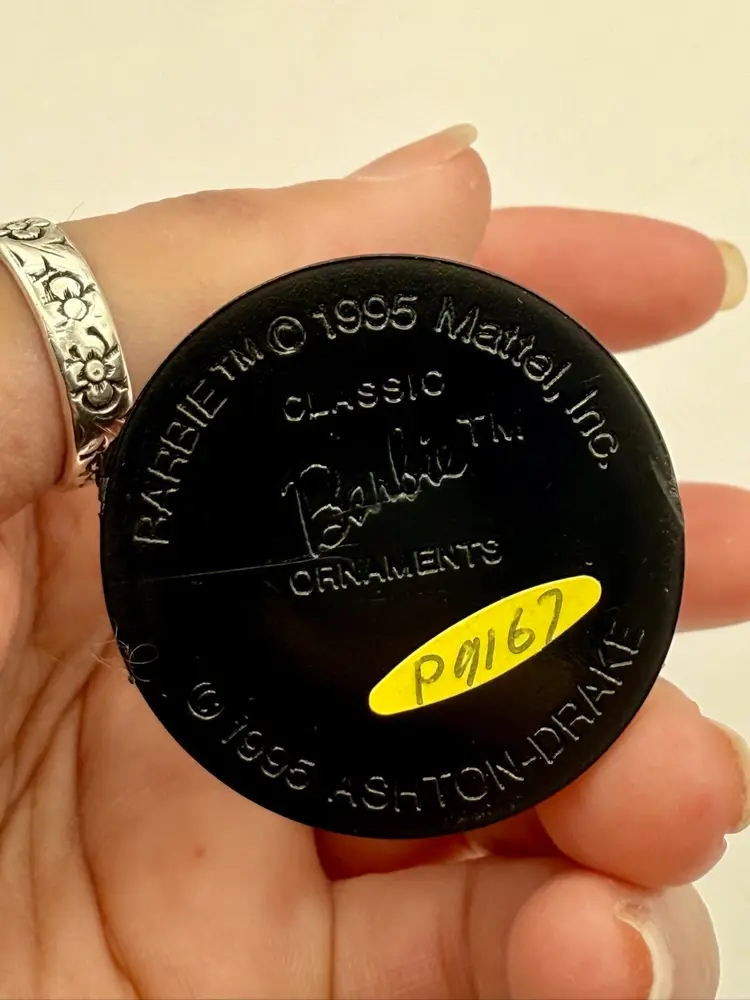 BARBIE™ © 1995 Mattel, Inc.
CLASSIC
Barbie™
ORNAMENTS
P9167
© 1995 ASHTON-DRAKE